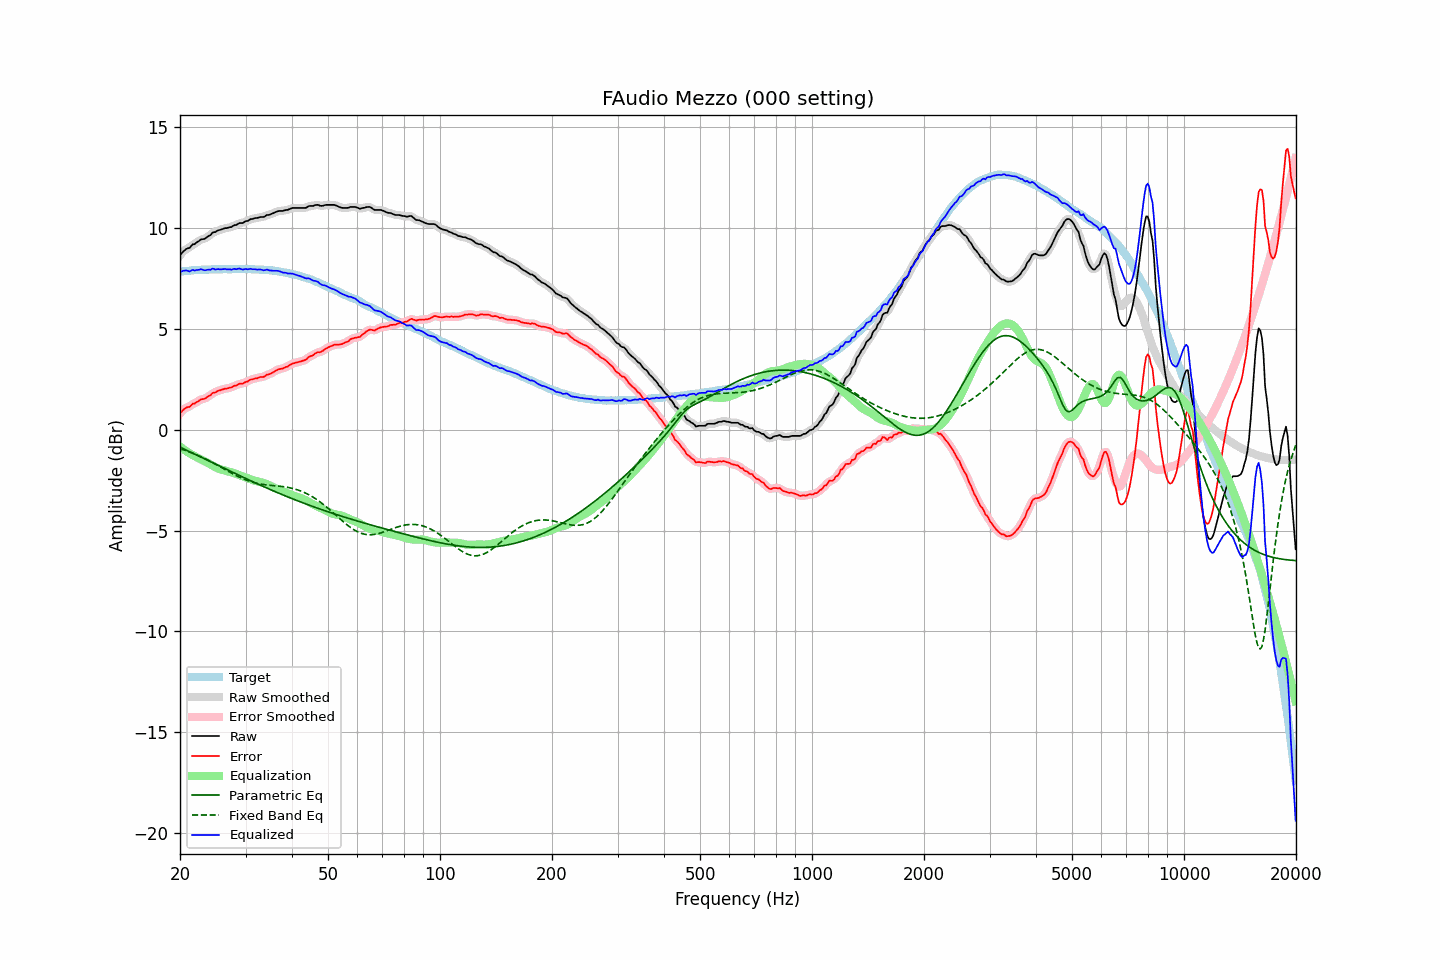 FAudio Mezzo (000 setting)
15
10
5
0
−5
−10
−15
−20
Amplitude (dBr)
Target
Raw Smoothed
Error Smoothed
Raw
Error
Equalization
Parametric Eq
Fixed Band Eq
Equalized
20 50 100 200 500 1000 2000 5000 10000 20000
Frequency (Hz)